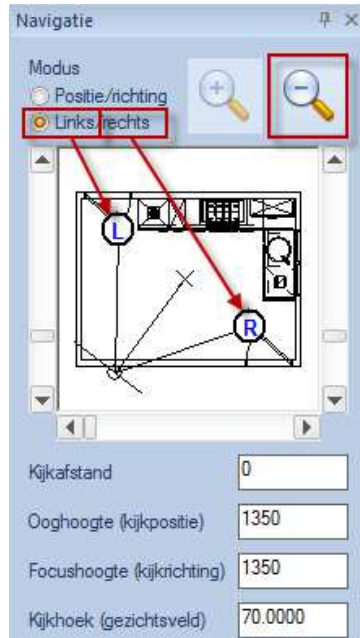 Navigatie
Modus
Positie/richting
Links/rechts
L
R
Kijkafstand 0
Ooghoogte (kijkpositie) 1350
Focushoogte (kijkrichting) 1350
Kijkhoek (gezichtsveld) 70.0000